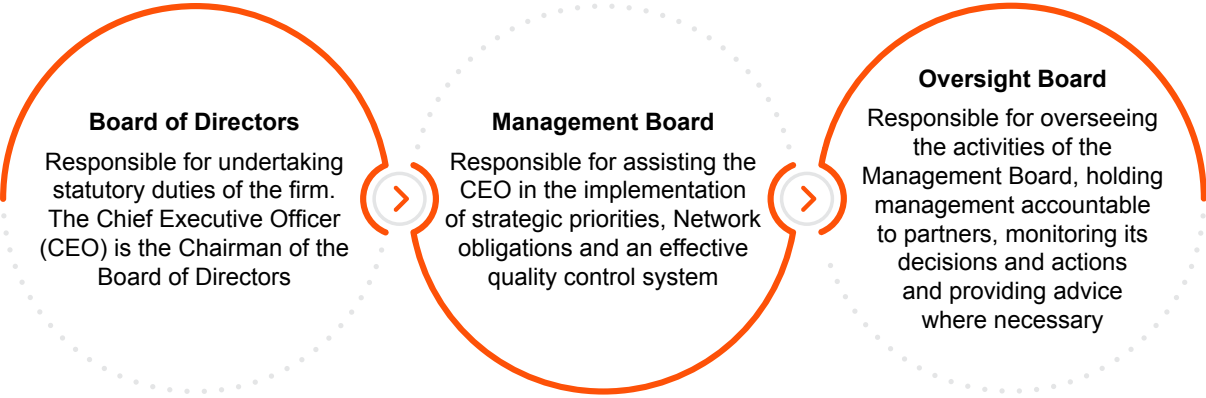 Board of Directors
Responsible for undertaking
statutory duties of the firm.
The Chief Executive Officer
(CEO) is the Chairman of the
Board of Directors
Management Board
Responsible for assisting the
CEO in the implementation
of strategic priorities, Network
obligations and an effective
quality control system
Oversight Board
Responsible for overseeing
the activities of the
Management Board, holding
management accountable
to partners, monitoring its
decisions and actions
and providing advice
where necessary